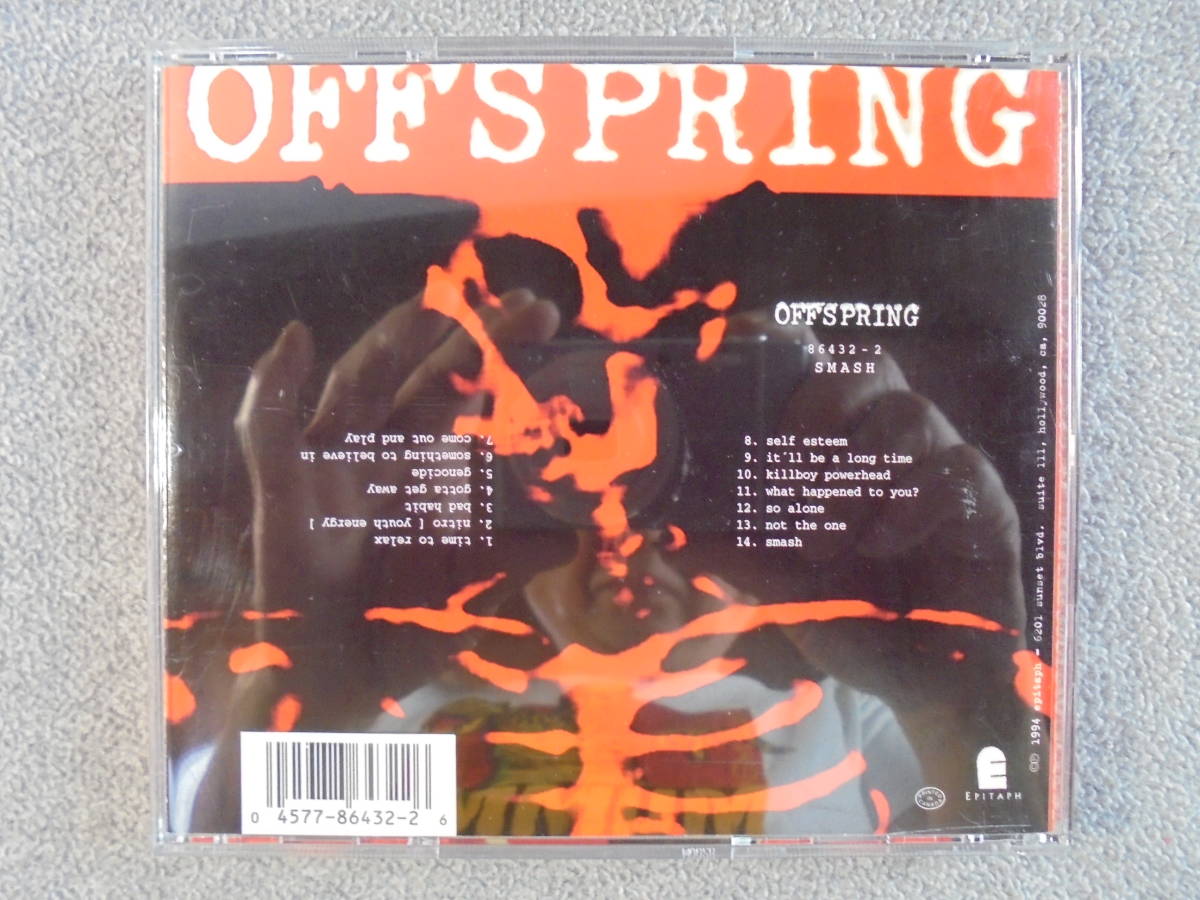 OFFSPRING
OFFSPRING
86432-2
SMASH
1. time to relax
2. nitro [ youth energy ]
3. bad habit
4. gotta get away
5. genocide
6. something to believe in
7. come out and play
8. self esteem
9. it´ll be a long time
10. killboy powerhead
11. what happened to you?
12. so alone
13. not the one
14. smash
©℗ 1994 epitaph - 6201 sunset blvd. suite 111, hollywood, ca, 90028
PRINTED IN CANADA
EPITAPH
0 4577-86432-2 6